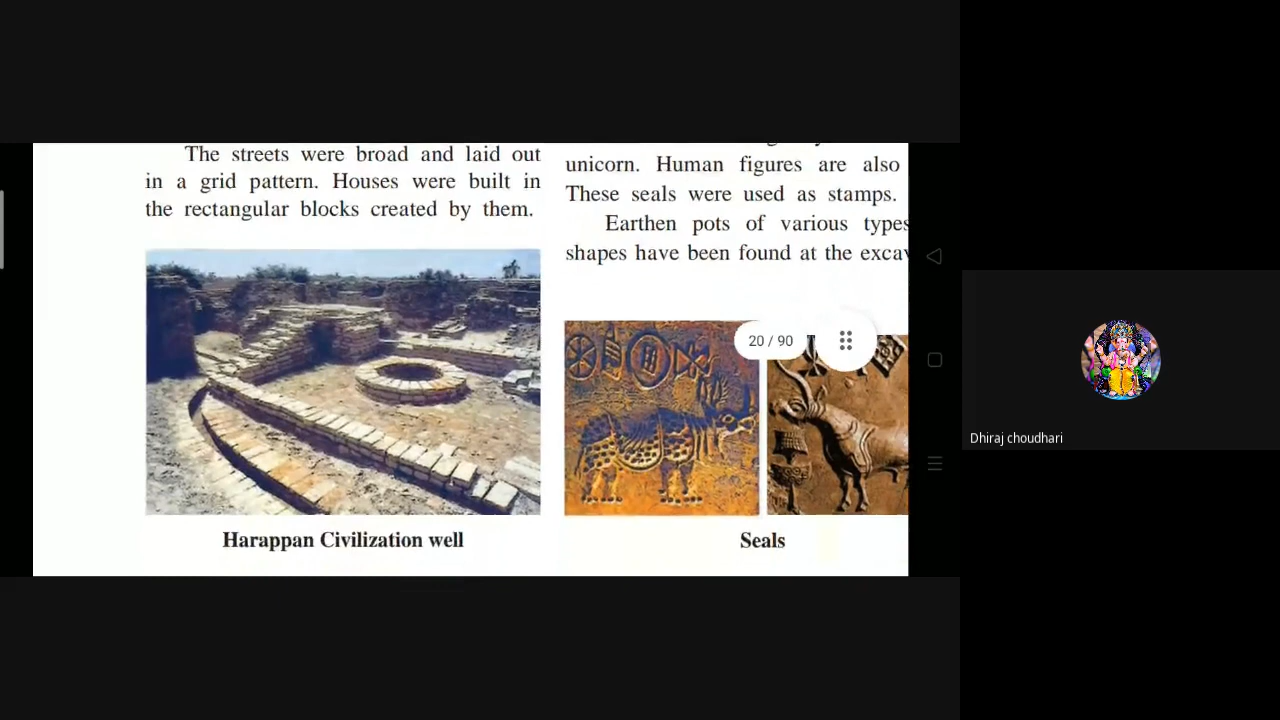 The streets were broad and laid out
in a grid pattern. Houses were built in
the rectangular blocks created by them.
Harappan Civilization well
unicorn. Human figures are also
These seals were used as stamps.
Earthen pots of various types
shapes have been found at the
Seals
20 / 90
Dhiraj choudhari